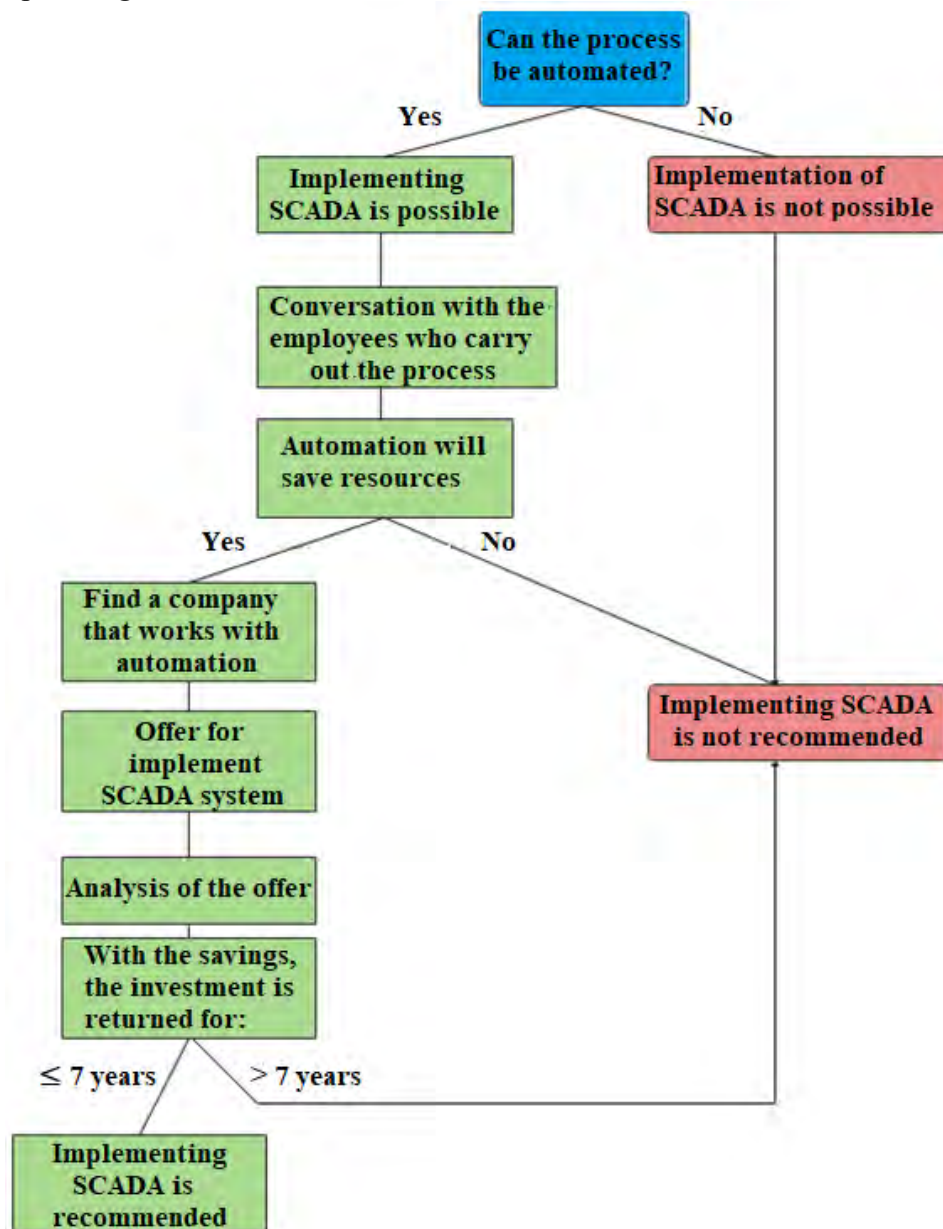 Can the process
be automated?
Yes
No
Implementing
SCADA is possible
Implementation of
SCADA is not possible
Conversation with the
employees who carry
out the process
Automation will
save resources
Yes
No
Find a company
that works with
automation
Implementing SCADA
is not recommended
Offer for
implement
SCADA system
Analysis of the offer
With the savings,
the investment is
returned for:
≤ 7 years
> 7 years
Implementing
SCADA is
recommended